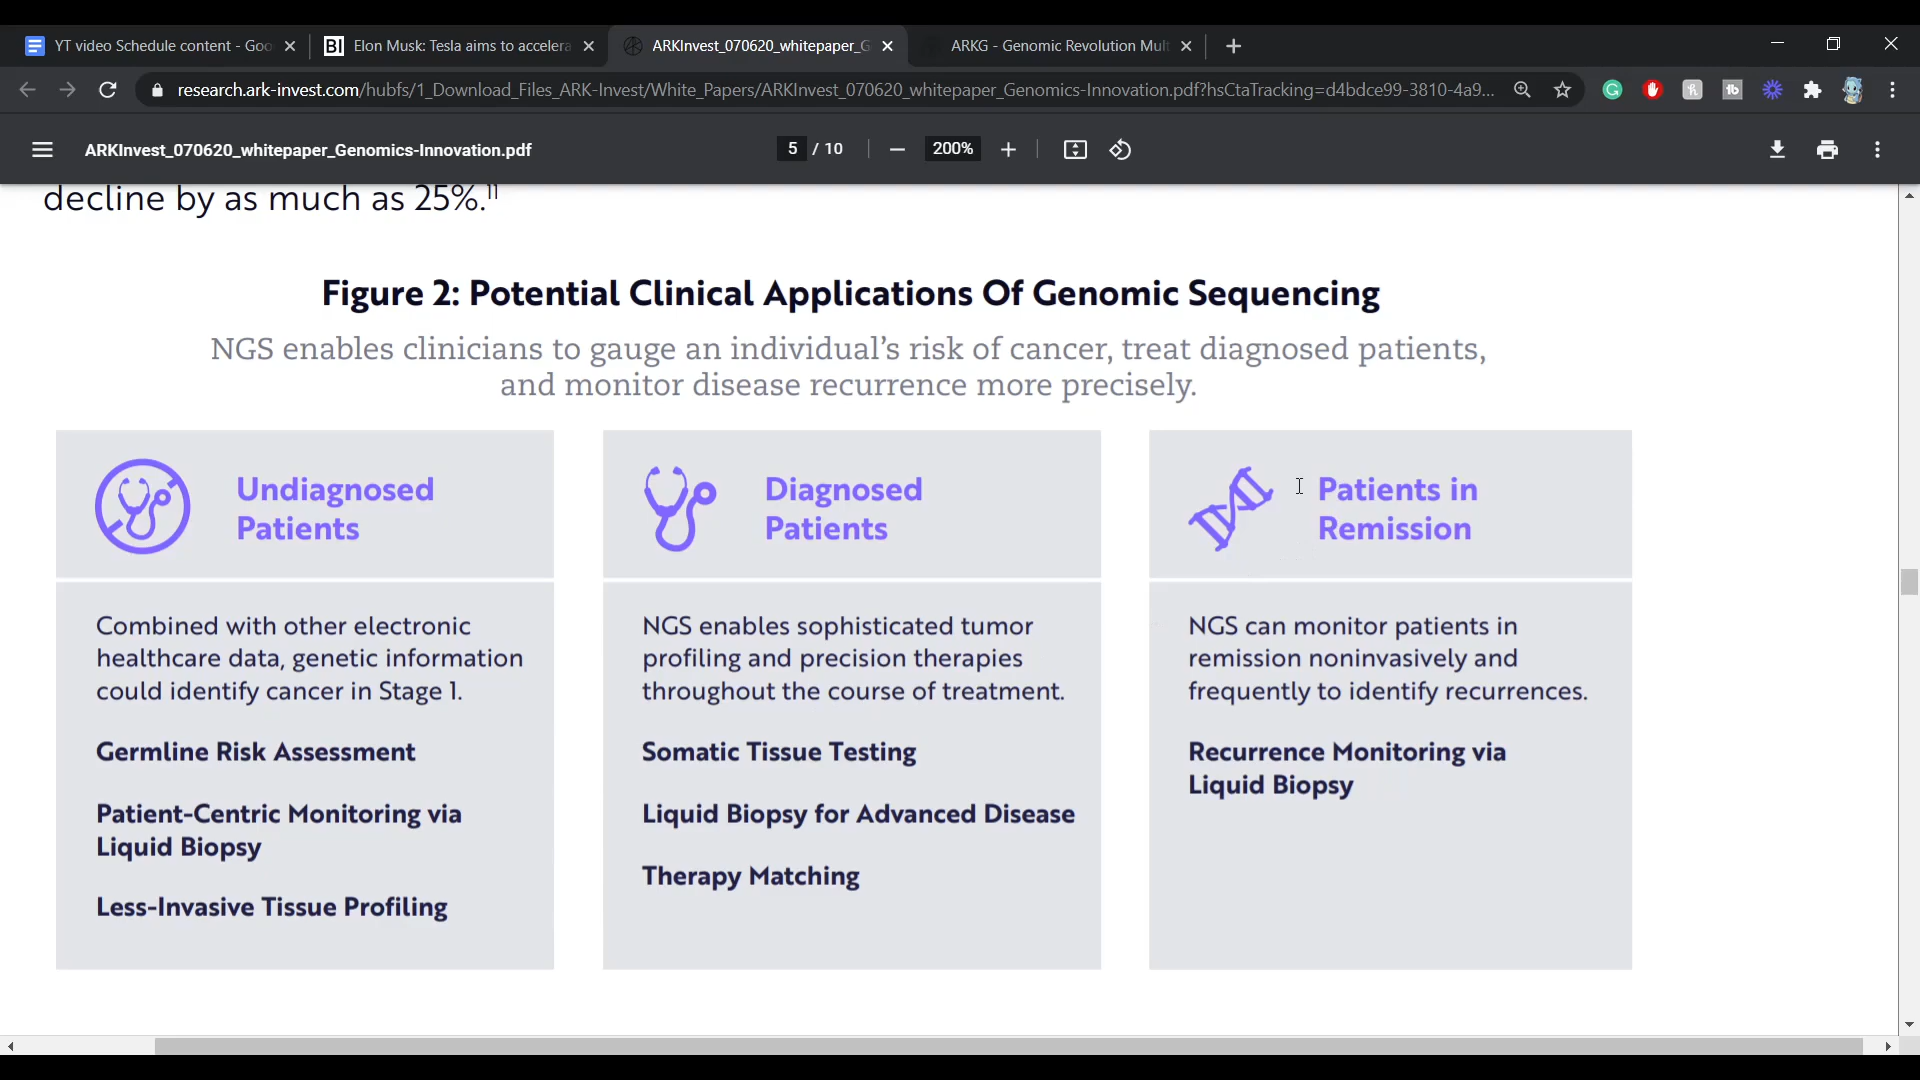 YT video Schedule content - Goo
BI Elon Musk: Tesla aims to accelera
ARKInvest_070620_whitepaper_G
ARKG - Genomic Revolution Mult
research.ark-invest.com/hubfs/1_Download_Files_ARK-Invest/White_Papers/ARKInvest_070620_whitepaper_Genomics-Innovation.pdf?hsCtaTracking=d4bdce99-3810-4a9...
ARKInvest_070620_whitepaper_Genomics-Innovation.pdf
5 / 10
200%
decline by as much as 25%.11
Figure 2: Potential Clinical Applications Of Genomic Sequencing
NGS enables clinicians to gauge an individual's risk of cancer, treat diagnosed patients,
and monitor disease recurrence more precisely.
Undiagnosed
Patients
Combined with other electronic
healthcare data, genetic information
could identify cancer in Stage 1.
Germline Risk Assessment
Patient-Centric Monitoring via
Liquid Biopsy
Less-Invasive Tissue Profiling
Diagnosed
Patients
NGS enables sophisticated tumor
profiling and precision therapies
throughout the course of treatment.
Somatic Tissue Testing
Liquid Biopsy for Advanced Disease
Therapy Matching
Patients in
Remission
NGS can monitor patients in
remission noninvasively and
frequently to identify recurrences.
Recurrence Monitoring via
Liquid Biopsy